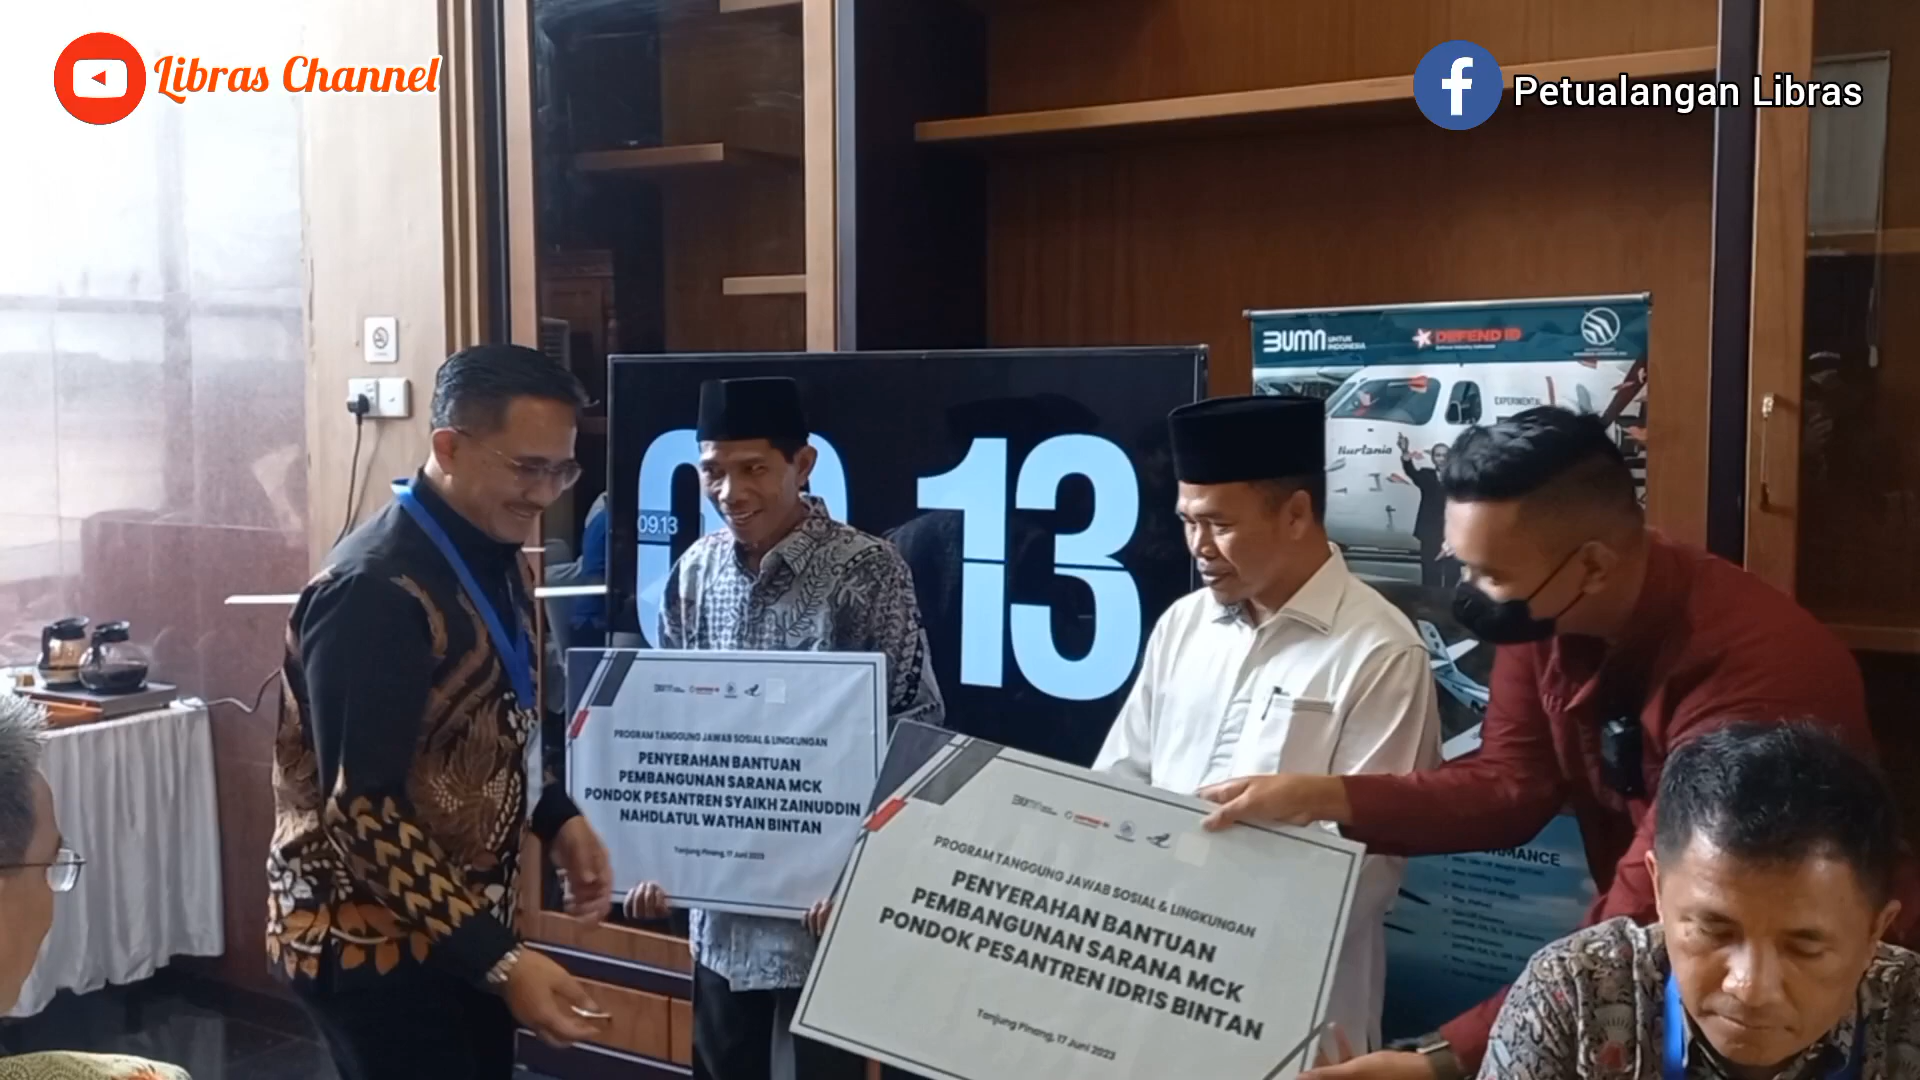 Libras Channel
Petualangan Libras
BUMN UNTUK INDONESIA
DEFEND ID
EXPERIMENTAL
Nurtanio
09.13
13
PROGRAM TANGGUNG JAWAB SOSIAL & LINGKUNGAN
PENYERAHAN BANTUAN
PEMBANGUNAN SARANA MCK
PONDOK PESANTREN SYAIKH ZAINUDDIN
NAHDLATUL WATHAN BINTAN
Tanjung Pinang, 17 Juni 2023
PROGRAM TANGGUNG JAWAB SOSIAL & LINGKUNGAN
PENYERAHAN BANTUAN
PEMBANGUNAN SARANA MCK
PONDOK PESANTREN IDRIS BINTAN
Tanjung Pinang, 17 Juni 2023